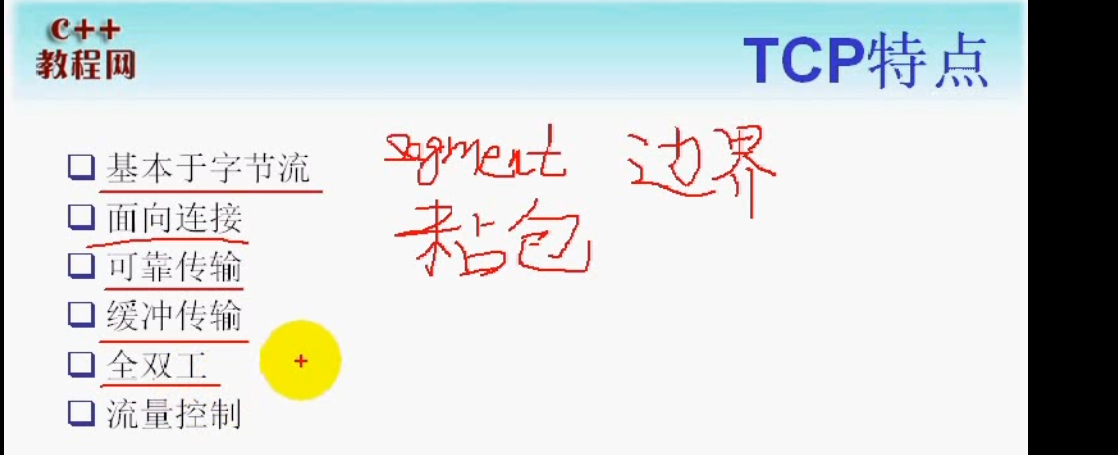 C++
教程网
TCP特点
基本于字节流
segment 边界
面向连接
粘包
可靠传输
缓冲传输
全双工
流量控制